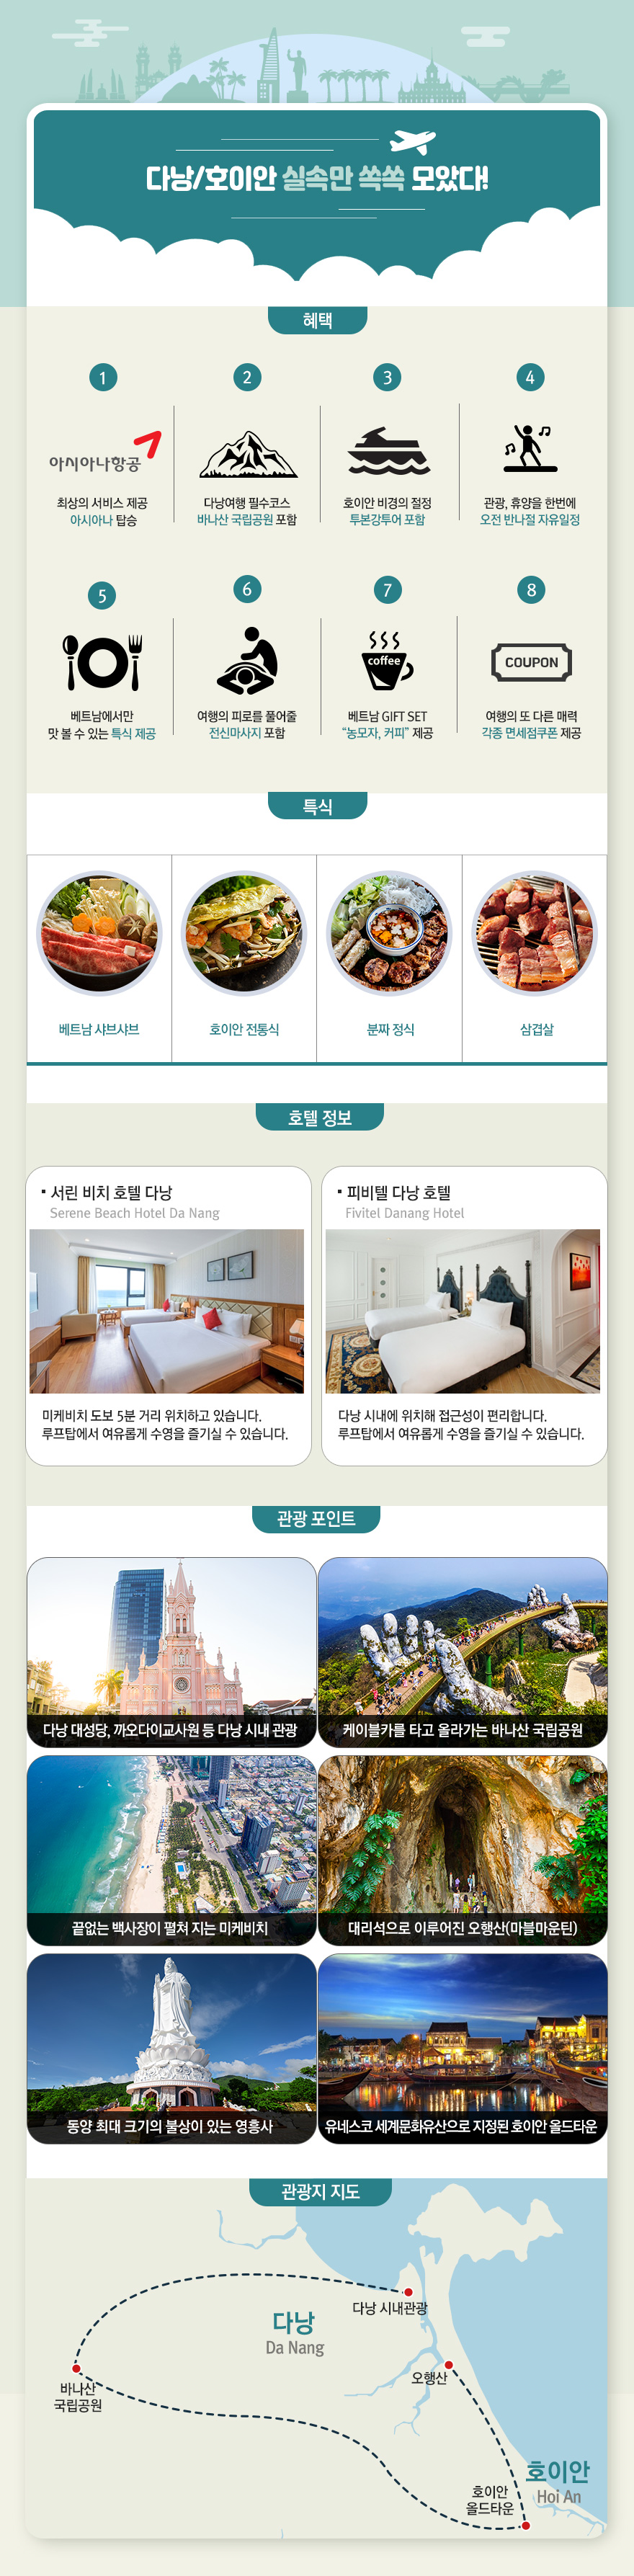 다낭/호이안 실속만 쏙쏙 모았다!
혜택
1
2
3
4
아시아나항공
최상의 서비스 제공
아시아나 탑승
다낭여행 필수코스
바나산 국립공원 포함
호이안 비경의 절정
투본강투어 포함
관광, 휴양을 한번에
오전 반나절 자유일정
5
6
7
8
coffee
COUPON
베트남에서만
맛 볼 수 있는 특식 제공
여행의 피로를 풀어줄
전신마사지 포함
베트남 GIFT SET
“농모자, 커피” 제공
여행의 또 다른 매력
각종 면세점쿠폰 제공
특식
베트남 샤브샤브
호이안 전통식
분짜 정식
삼겹살
호텔 정보
서린 비치 호텔 다낭
Serene Beach Hotel Da Nang
미케비치 도보 5분 거리 위치하고 있습니다.
루프탑에서 여유롭게 수영을 즐기실 수 있습니다.
피비텔 다낭 호텔
Fivitel Danang Hotel
다낭 시내에 위치해 접근성이 편리합니다.
루프탑에서 여유롭게 수영을 즐기실 수 있습니다.
관광 포인트
다낭 대성당, 까오다이교사원 등 다낭 시내 관광
케이블카를 타고 올라가는 바나산 국립공원
끝없는 백사장이 펼쳐 지는 미케비치
대리석으로 이루어진 오행산(마블마운틴)
동양 최대 크기의 불상이 있는 영흥사
유네스코 세계문화유산으로 지정된 호이안 올드타운
관광지 지도
다낭 시내관광
다낭
Da Nang
오행산
바나산
국립공원
호이안
Hoi An
호이안
올드타운